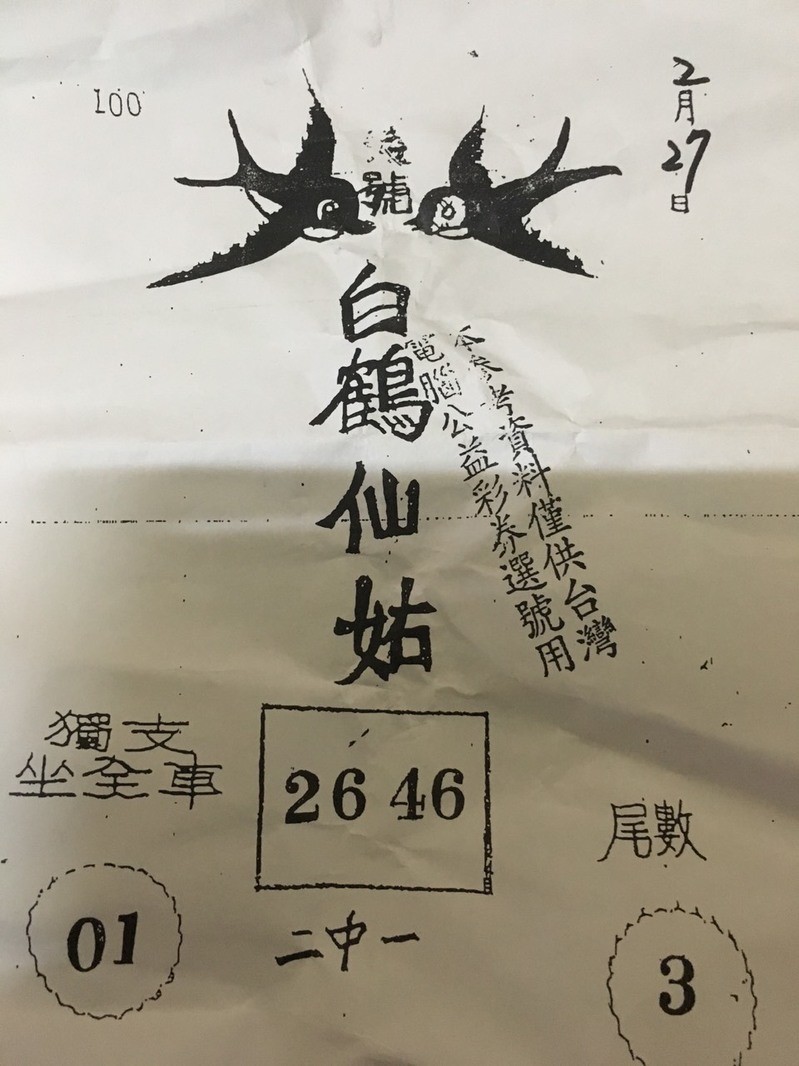 100
2月27日
號
白鶴仙姑
本參考資料僅供台灣
電腦公益彩券選號用
獨支
坐全車
26 46
尾數
01
二中一
3